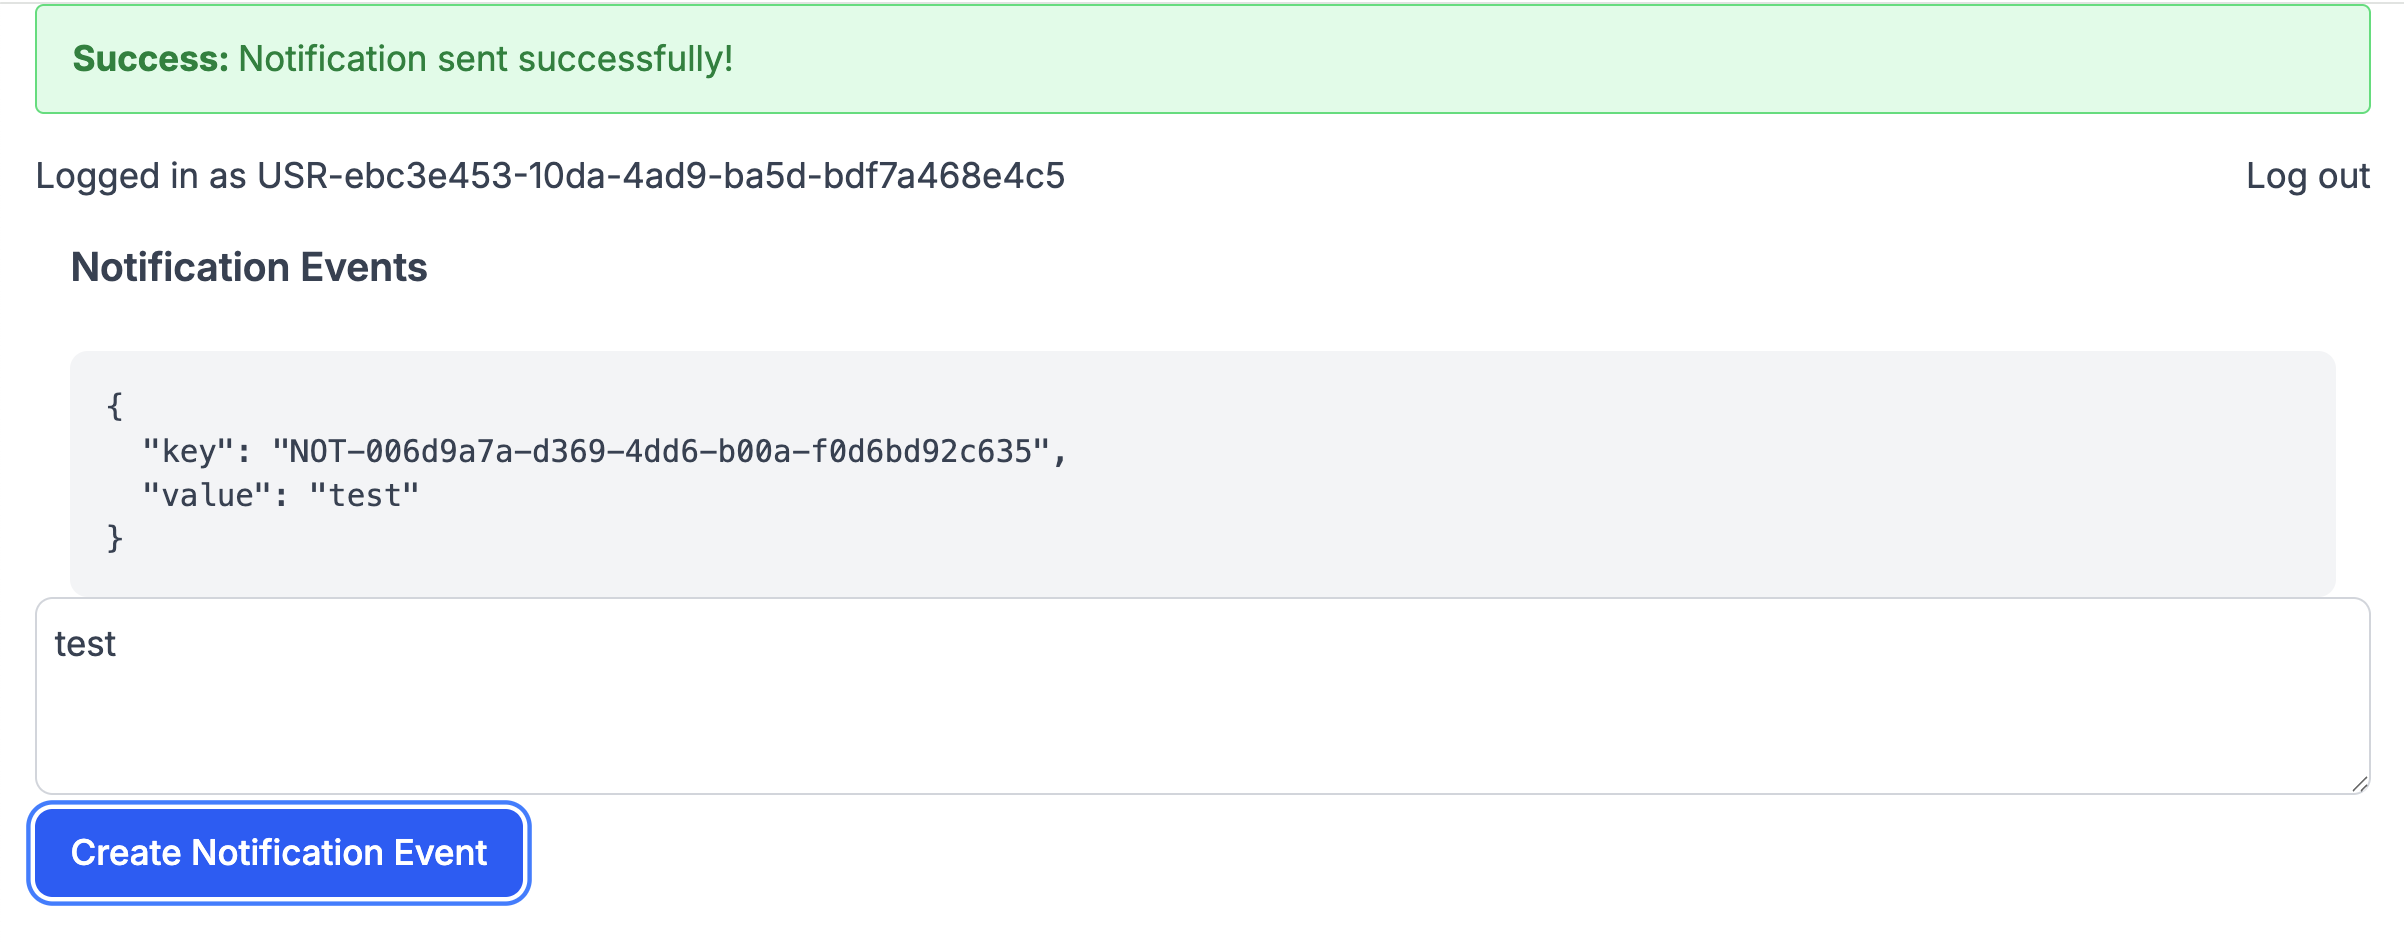 Success: Notification sent successfully!
Logged in as USR-ebc3e453-10da-4ad9-ba5d-bdf7a468e4c5
Log out
Notification Events
{
  "key": "NOT-006d9a7a-d369-4dd6-b00a-f0d6bd92c635",
  "value": "test"
}
test
Create Notification Event